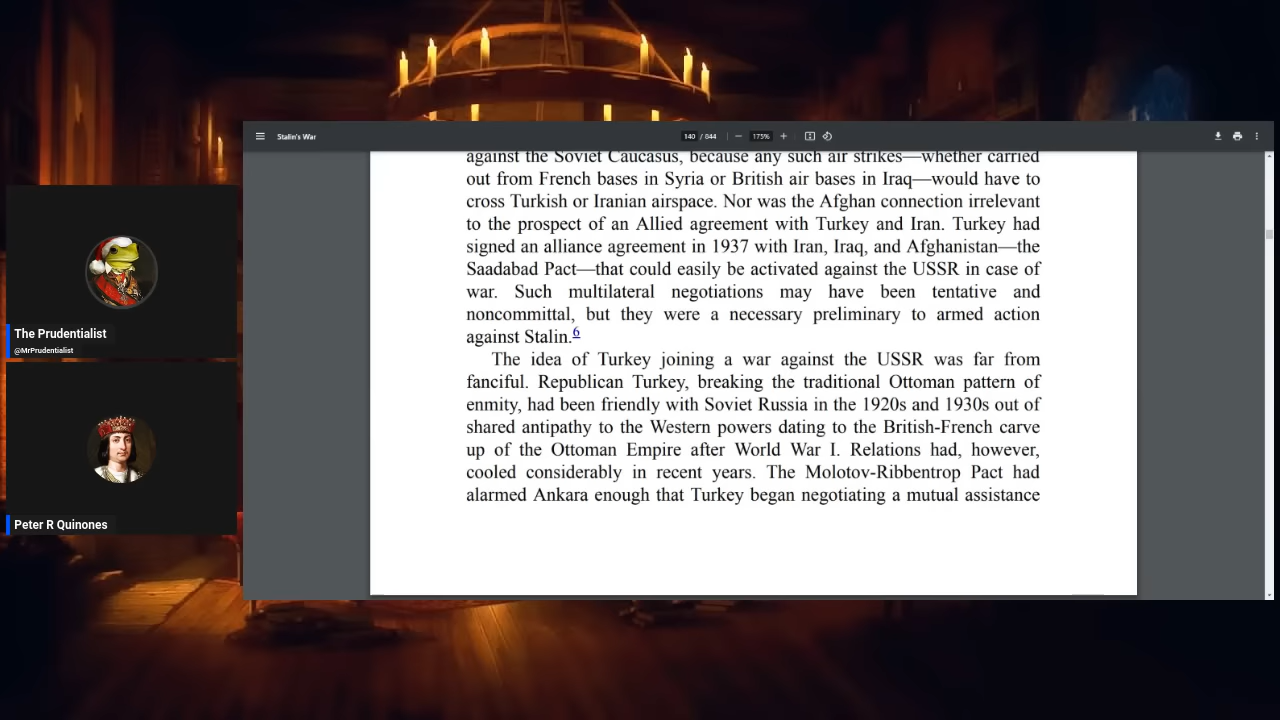 Stalin's War
140 / 844
175%
against the Soviet Caucasus, because any such air strikes—whether carried
out from French bases in Syria or British air bases in Iraq—would have to
cross Turkish or Iranian airspace. Nor was the Afghan connection irrelevant
to the prospect of an Allied agreement with Turkey and Iran. Turkey had
signed an alliance agreement in 1937 with Iran, Iraq, and Afghanistan—the
Saadabad Pact—that could easily be activated against the USSR in case of
war. Such multilateral negotiations may have been tentative and
noncommittal, but they were a necessary preliminary to armed action
against Stalin.6
The idea of Turkey joining a war against the USSR was far from
fanciful. Republican Turkey, breaking the traditional Ottoman pattern of
enmity, had been friendly with Soviet Russia in the 1920s and 1930s out of
shared antipathy to the Western powers dating to the British-French carve
up of the Ottoman Empire after World War I. Relations had, however,
cooled considerably in recent years. The Molotov-Ribbentrop Pact had
alarmed Ankara enough that Turkey began negotiating a mutual assistance
The Prudentialist
@MrPrudentialist
Peter R Quinones